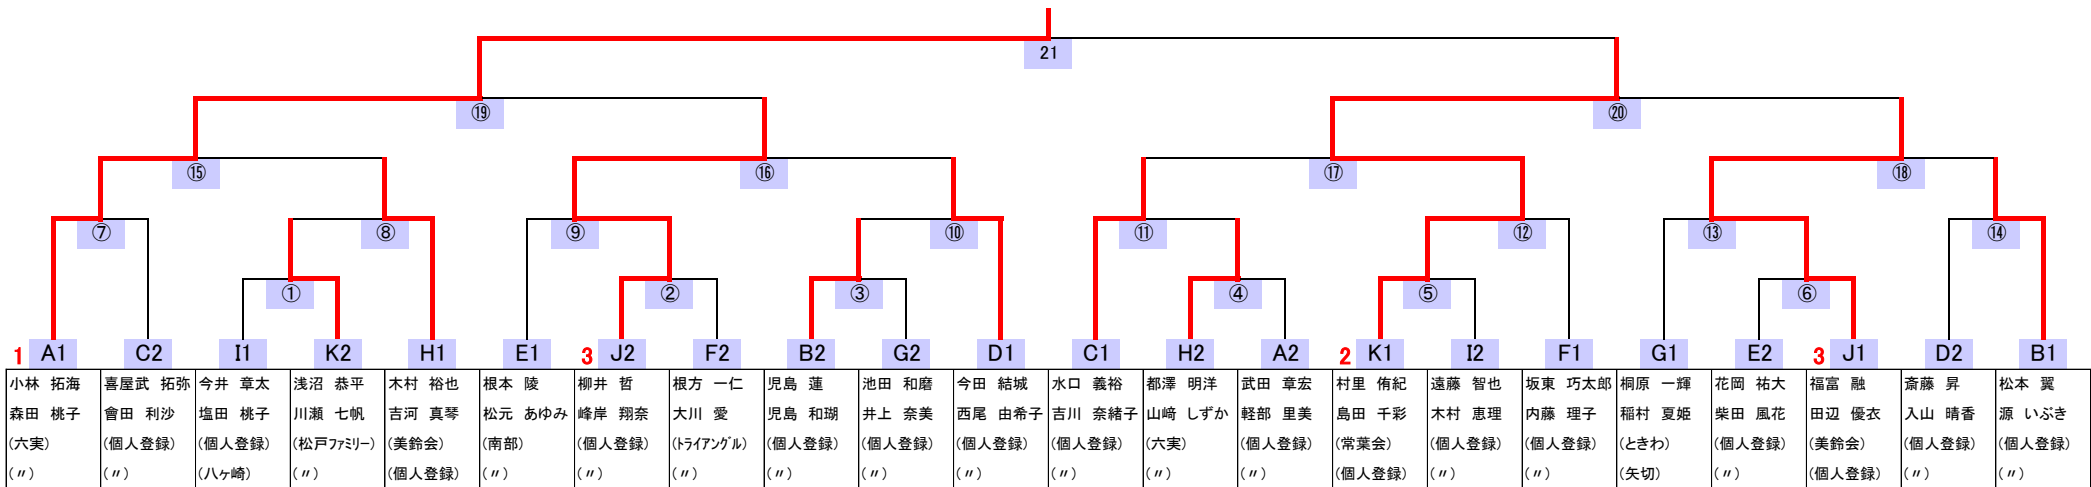 21
⑲ ⑳
⑮ ⑯ ⑰ ⑱
⑦ ⑧ ⑨ ⑩ ⑪ ⑫ ⑬ ⑭
① ② ③ ④ ⑤ ⑥
1 A1 C2 I1 K2 H1 E1 3 J2 F2 B2 G2 D1 C1 H2 A2 2 K1 I2 F1 G1 E2 3 J1 D2 B1
小林 拓海 喜屋武 拓弥 今井 章太 浅沼 恭平 木村 裕也 根本 陵 柳井 哲 根方 一仁 児島 蓮 池田 和磨 今田 結城 水口 義裕 都澤 明洋 武田 章宏 村里 侑紀 遠藤 智也 坂東 巧太郎 桐原 一輝 花岡 祐大 福富 融 斎藤 昇 松本 翼
森田 桃子 會田 利沙 塩田 桃子 川瀬 七帆 吉河 真琴 松元 あゆみ 峰岸 翔奈 大川 愛 児島 和瑚 井上 奈美 西尾 由希子 吉川 奈緒子 山﨑 しずか 軽部 里美 島田 千彩 木村 恵理 内藤 理子 稲村 夏姫 柴田 風花 田辺 優衣 入山 晴香 源 いぶき
(六実) (個人登録) (個人登録) (松戸ファミリー) (美鈴会) (南部) (個人登録) (トライアングル) (個人登録) (個人登録) (個人登録) (個人登録) (六実) (個人登録) (常葉会) (個人登録) (個人登録) (ときわ) (個人登録) (美鈴会) (個人登録) (個人登録)
(〃) (〃) (八ヶ崎) (〃) (個人登録) (〃) (〃) (〃) (〃) (〃) (〃) (〃) (〃) (〃) (個人登録) (〃) (〃) (矢切) (〃) (個人登録) (〃) (〃)